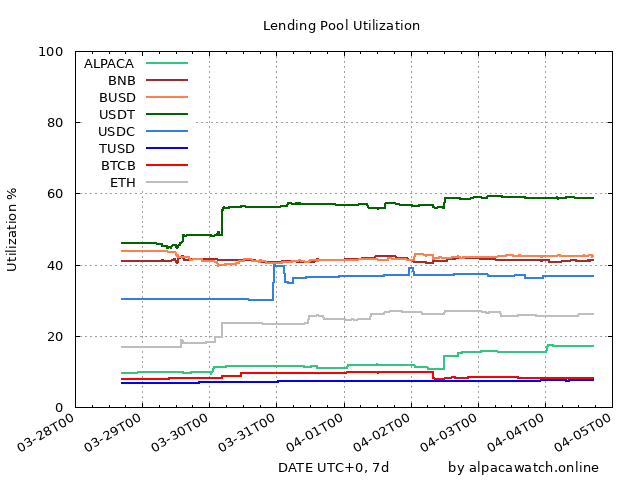 Lending Pool Utilization
100
80
60
40
20
0
Utilization %
ALPACA
BNB
BUSD
USDT
USDC
TUSD
BTCB
ETH
03-28T00
03-29T00
03-30T00
03-31T00
04-01T00
04-02T00
04-03T00
04-04T00
04-05T00
DATE UTC+0, 7d
by alpacawatch.online